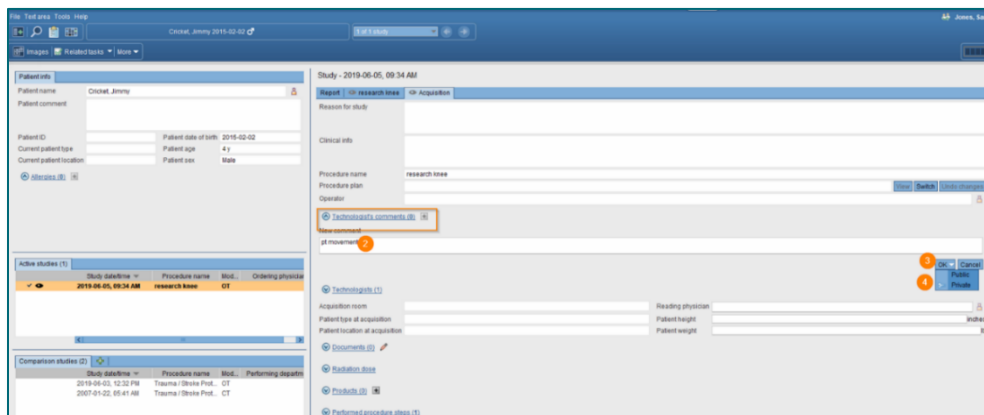 File Text area Tools Help
Jones, Sa
Cricket, Jimmy 2015-02-02
1 of 1 study
Images Related tasks More
Patient info
Patient name Cricket, Jimmy
Patient comment
Patient ID Patient date of birth 2015-02-02
Current patient type Patient age 4 y
Current patient location Patient sex Male
Allergies (0)
Active studies (1)
Study date/time Procedure name Mod... Ordering physician
2019-06-05, 09:34 AM research knee OT
Comparison studies (2)
Study date/time Procedure name Mod... Performing departm
2019-06-03, 12:32 PM Trauma / Stroke Prot... OT
2007-01-22, 05:41 AM CT
Study - 2019-06-05, 09:34 AM
Report research knee Acquisition
Reason for study
Clinical info
Procedure name research knee
Procedure plan View Switch Undo changes
Operator
Technologist's comments (0)
New comment
pt movement 2
3 OK Cancel
Public
4 Private
Technologists (1)
Acquisition room Reading physician
Patient type at acquisition Patient height inches
Patient location at acquisition Patient weight
Documents (0)
Radiation dose
Products (0)
Performed procedure steps (1)